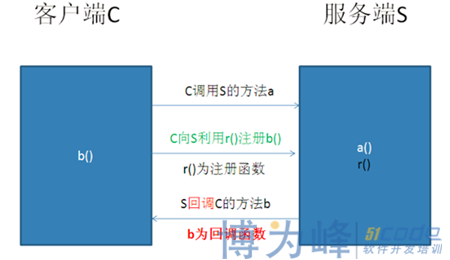 客户端C
服务端S
C调用S的方法a
b()
C向S利用r()注册b()
a()
r()
r()为注册函数
S回调C的方法b
b为回调函数
博为峰
51code
软件开发培训